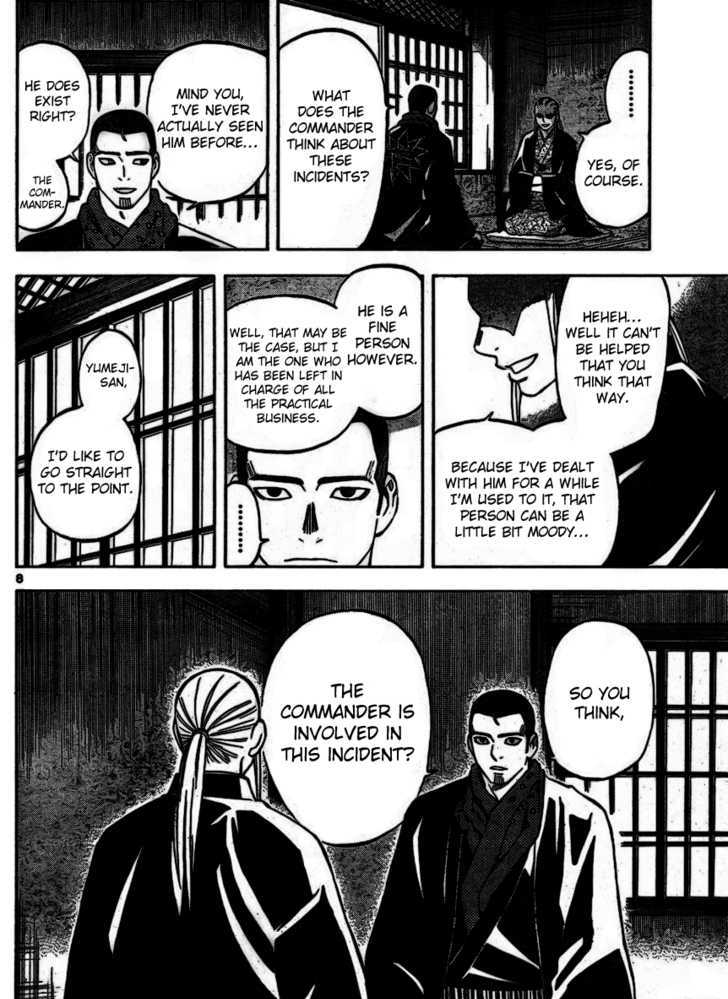 .........
YES, OF
COURSE.
WHAT
DOES THE
COMMANDER
THINK ABOUT
THESE
INCIDENTS?
MIND YOU,
I'VE NEVER
ACTUALLY SEEN
HIM BEFORE...
HE DOES
EXIST
RIGHT?
THE
COM-
MANDER.
HEHEH...
WELL IT CAN'T
BE HELPED
THAT YOU
THINK THAT
WAY.
BECAUSE I'VE DEALT
WITH HIM FOR A WHILE
I'M USED TO IT, THAT
PERSON CAN BE A
LITTLE BIT MOODY...
HE IS A
FINE
PERSON
HOWEVER.
WELL, THAT MAY BE
THE CASE, BUT I
AM THE ONE WHO
HAS BEEN LEFT IN
CHARGE OF ALL
THE PRACTICAL
BUSINESS.
.........
YUMEJI-
SAN,
I'D LIKE TO
GO STRAIGHT
TO THE POINT.
8
SO YOU
THINK,
THE
COMMANDER IS
INVOLVED IN
THIS INCIDENT?